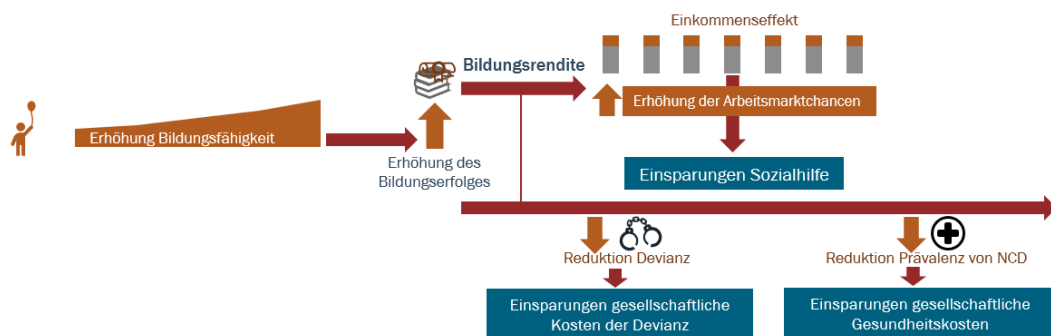 Einkommenseffekt
Bildungsrendite
Erhöhung der Arbeitsmarktchancen
Erhöhung Bildungsfähigkeit
Erhöhung des
Bildungserfolges
Einsparungen Sozialhilfe
Reduktion Devianz
Reduktion Prävalenz von NCD
Einsparungen gesellschaftliche
Kosten der Devianz
Einsparungen gesellschaftliche
Gesundheitskosten